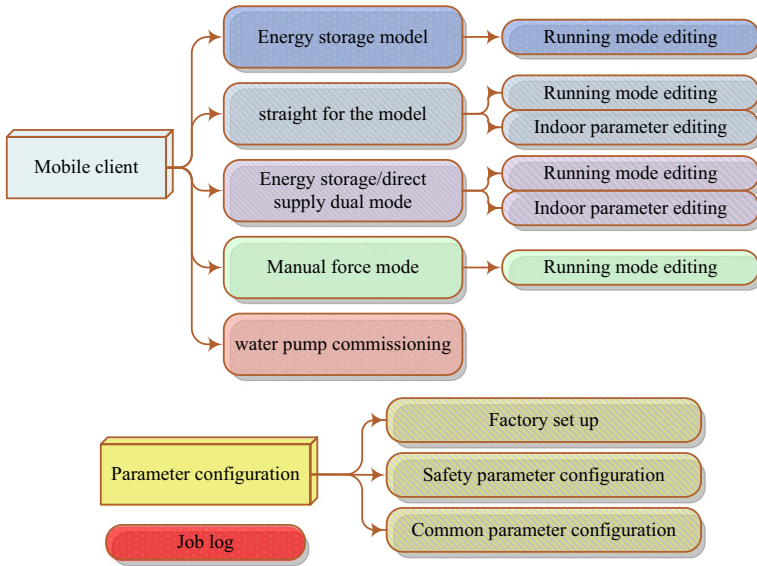 Energy storage model
Running mode editing
straight for the model
Running mode editing
Indoor parameter editing
Mobile client
Energy storage/direct
supply dual mode
Running mode editing
Indoor parameter editing
Manual force mode
Running mode editing
water pump commissioning
Parameter configuration
Factory set up
Safety parameter configuration
Common parameter configuration
Job log